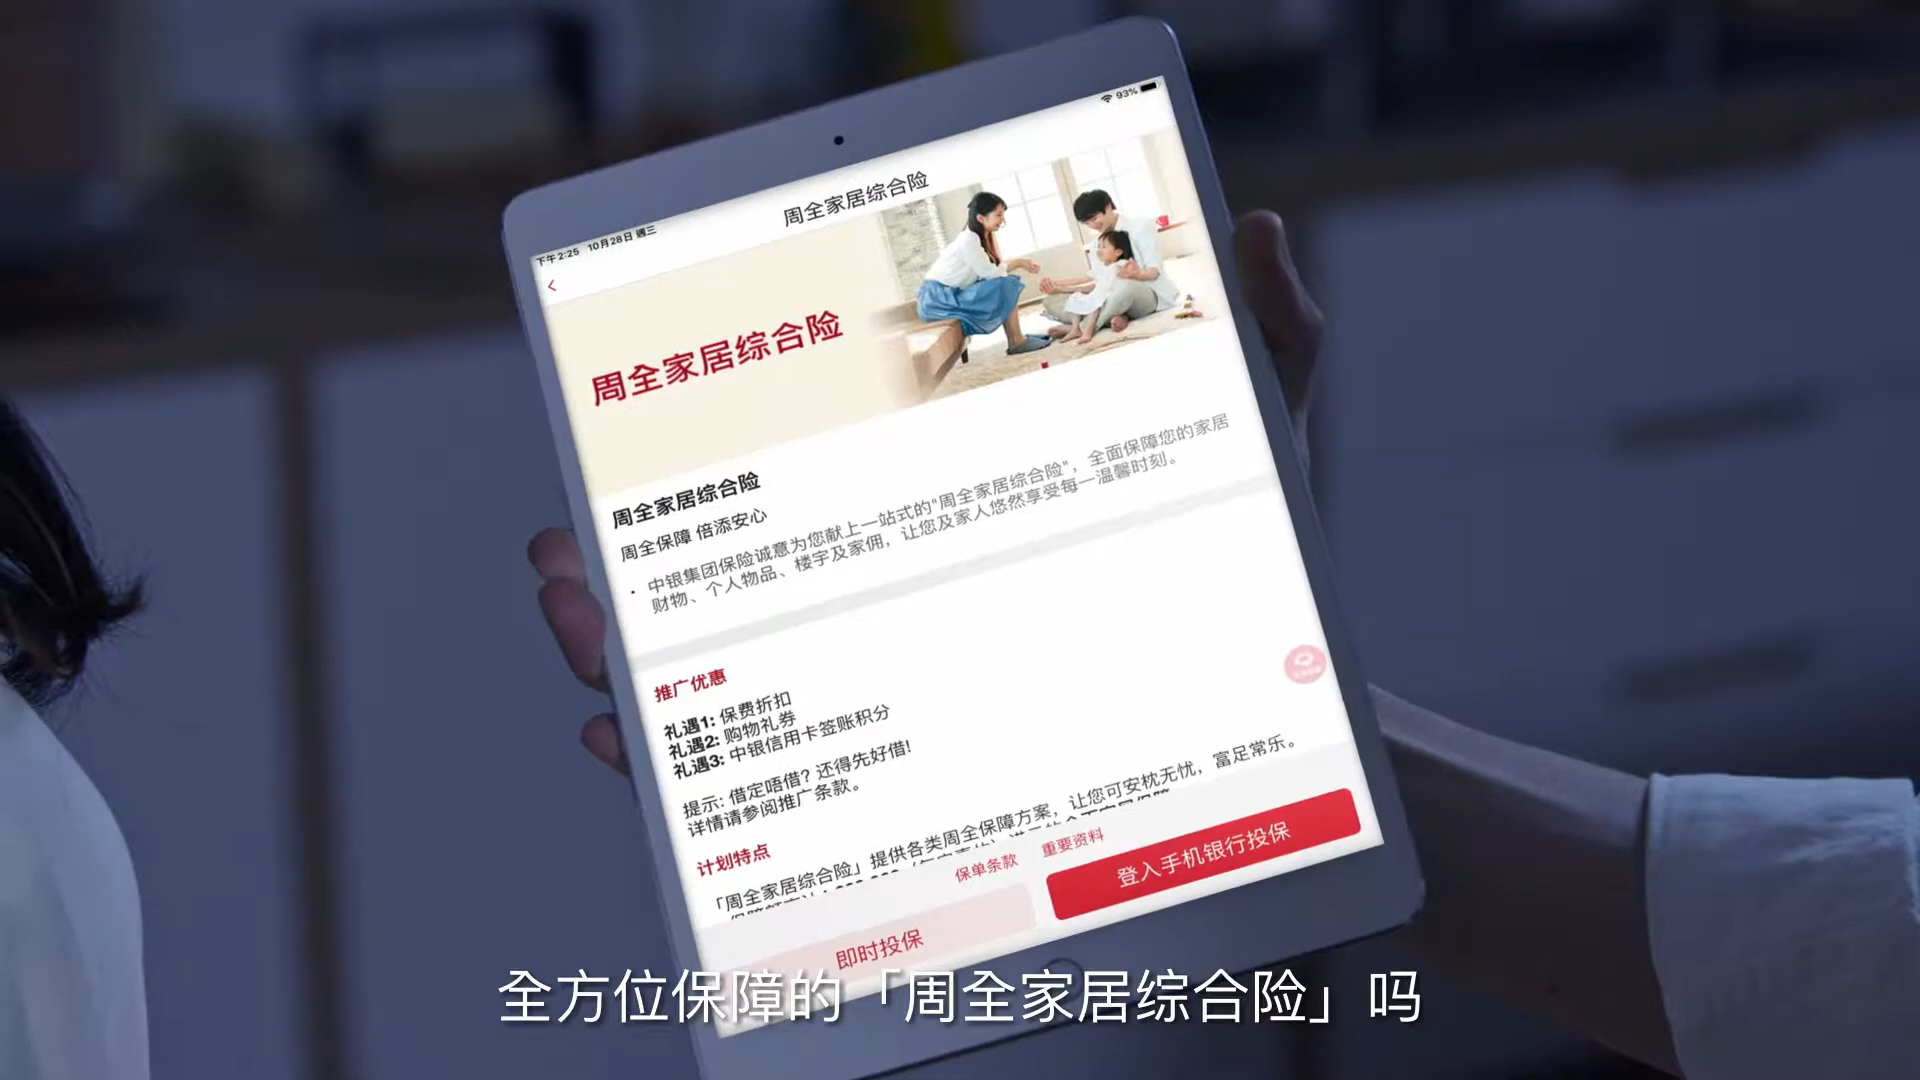 下午2:25 10月28日 週三
93%
周全家居综合险
周全家居综合险
周全家居综合险
周全保障 倍添安心
· 中银集团保险诚意为您献上一站式的"周全家居综合险"，全面保障您的家居
财物、个人物品、楼宇及家佣，让您及家人悠然享受每一温馨时刻。
推广优惠
礼遇1: 保费折扣
礼遇2: 购物礼券
礼遇3: 中银信用卡签账积分
提示: 借定唔借? 还得先好借!
详情请参阅推广条款。
计划特点
「周全家居综合险」提供各类周全保障方案，让您可安枕无忧，富足常乐。
保单条款 重要资料
即时投保
登入手机银行投保
全方位保障的「周全家居综合险」吗